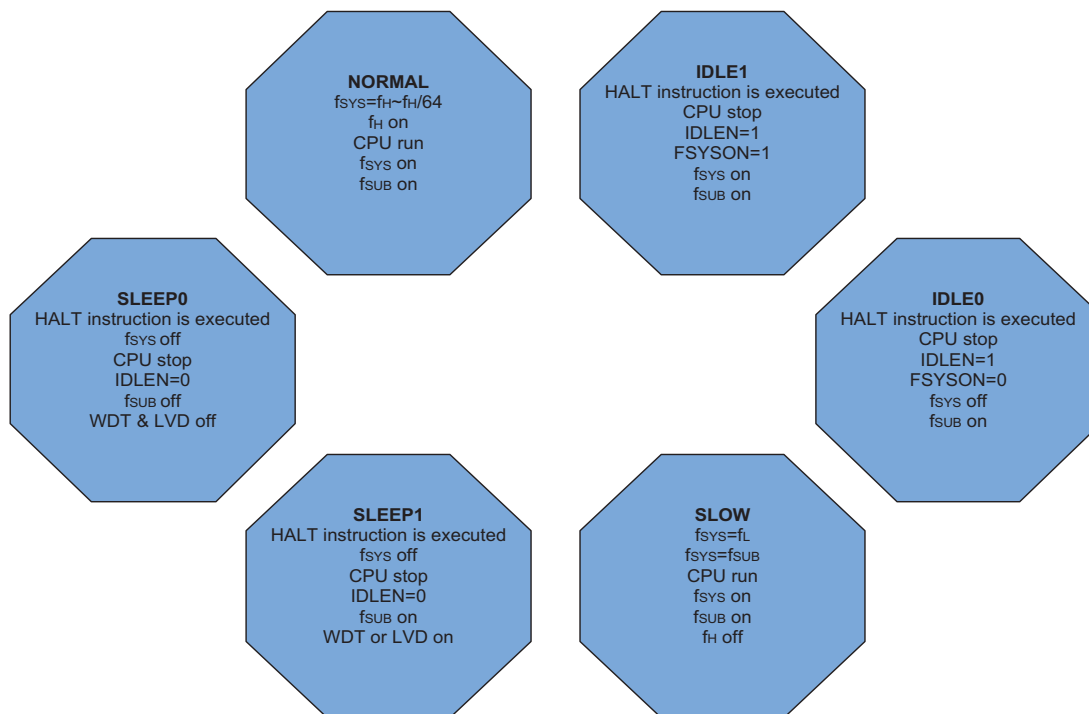 NORMAL
fSYS=fH~fH/64
fH on
CPU run
fSYS on
fSUB on
IDLE1
HALT instruction is executed
CPU stop
IDLEN=1
FSYSON=1
fSYS on
fSUB on
SLEEP0
HALT instruction is executed
fSYS off
CPU stop
IDLEN=0
fSUB off
WDT & LVD off
IDLE0
HALT instruction is executed
CPU stop
IDLEN=1
FSYSON=0
fSYS off
fSUB on
SLEEP1
HALT instruction is executed
fSYS off
CPU stop
IDLEN=0
fSUB on
WDT or LVD on
SLOW
fSYS=fL
fSYS=fSUB
CPU run
fSYS on
fSUB on
fH off